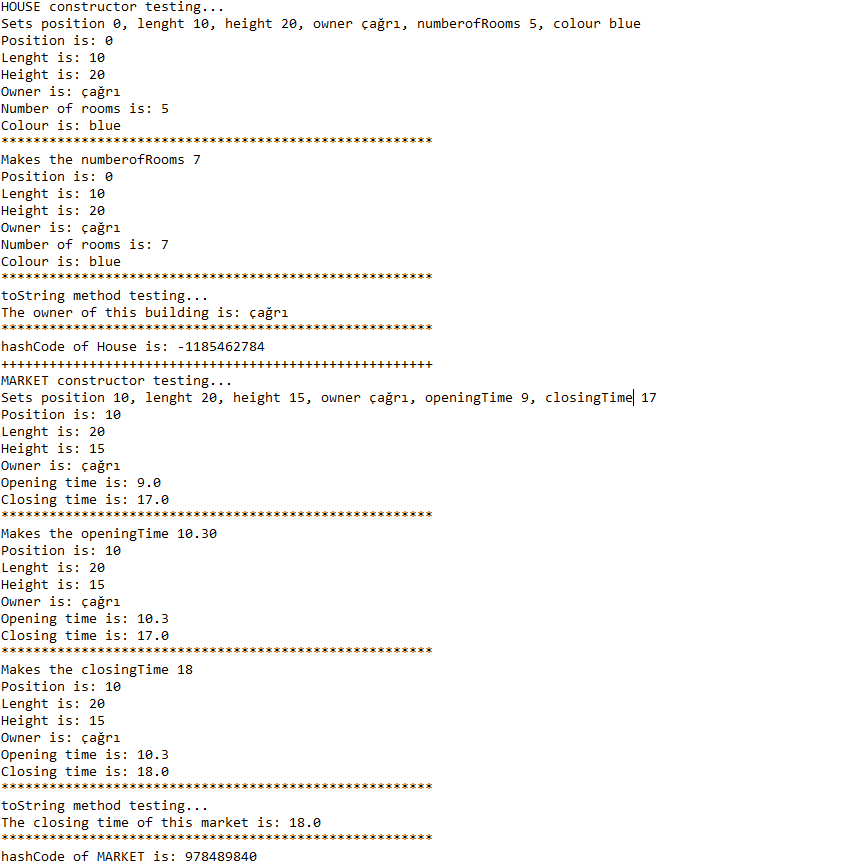 HOUSE constructor testing...
Sets position 0, lenght 10, height 20, owner çağrı, numberofRooms 5, colour blue
Position is: 0
Lenght is: 10
Height is: 20
Owner is: çağrı
Number of rooms is: 5
Colour is: blue
******************************************************
Makes the numberofRooms 7
Position is: 0
Lenght is: 10
Height is: 20
Owner is: çağrı
Number of rooms is: 7
Colour is: blue
******************************************************
toString method testing...
The owner of this building is: çağrı
******************************************************
hashCode of House is: -1185462784
++++++++++++++++++++++++++++++++++++++++++++++++++++++
MARKET constructor testing...
Sets position 10, lenght 20, height 15, owner çağrı, openingTime 9, closingTime 17
Position is: 10
Lenght is: 20
Height is: 15
Owner is: çağrı
Opening time is: 9.0
Closing time is: 17.0
******************************************************
Makes the openingTime 10.30
Position is: 10
Lenght is: 20
Height is: 15
Owner is: çağrı
Opening time is: 10.3
Closing time is: 17.0
******************************************************
Makes the closingTime 18
Position is: 10
Lenght is: 20
Height is: 15
Owner is: çağrı
Opening time is: 10.3
Closing time is: 18.0
******************************************************
toString method testing...
The closing time of this market is: 18.0
******************************************************
hashCode of MARKET is: 978489840